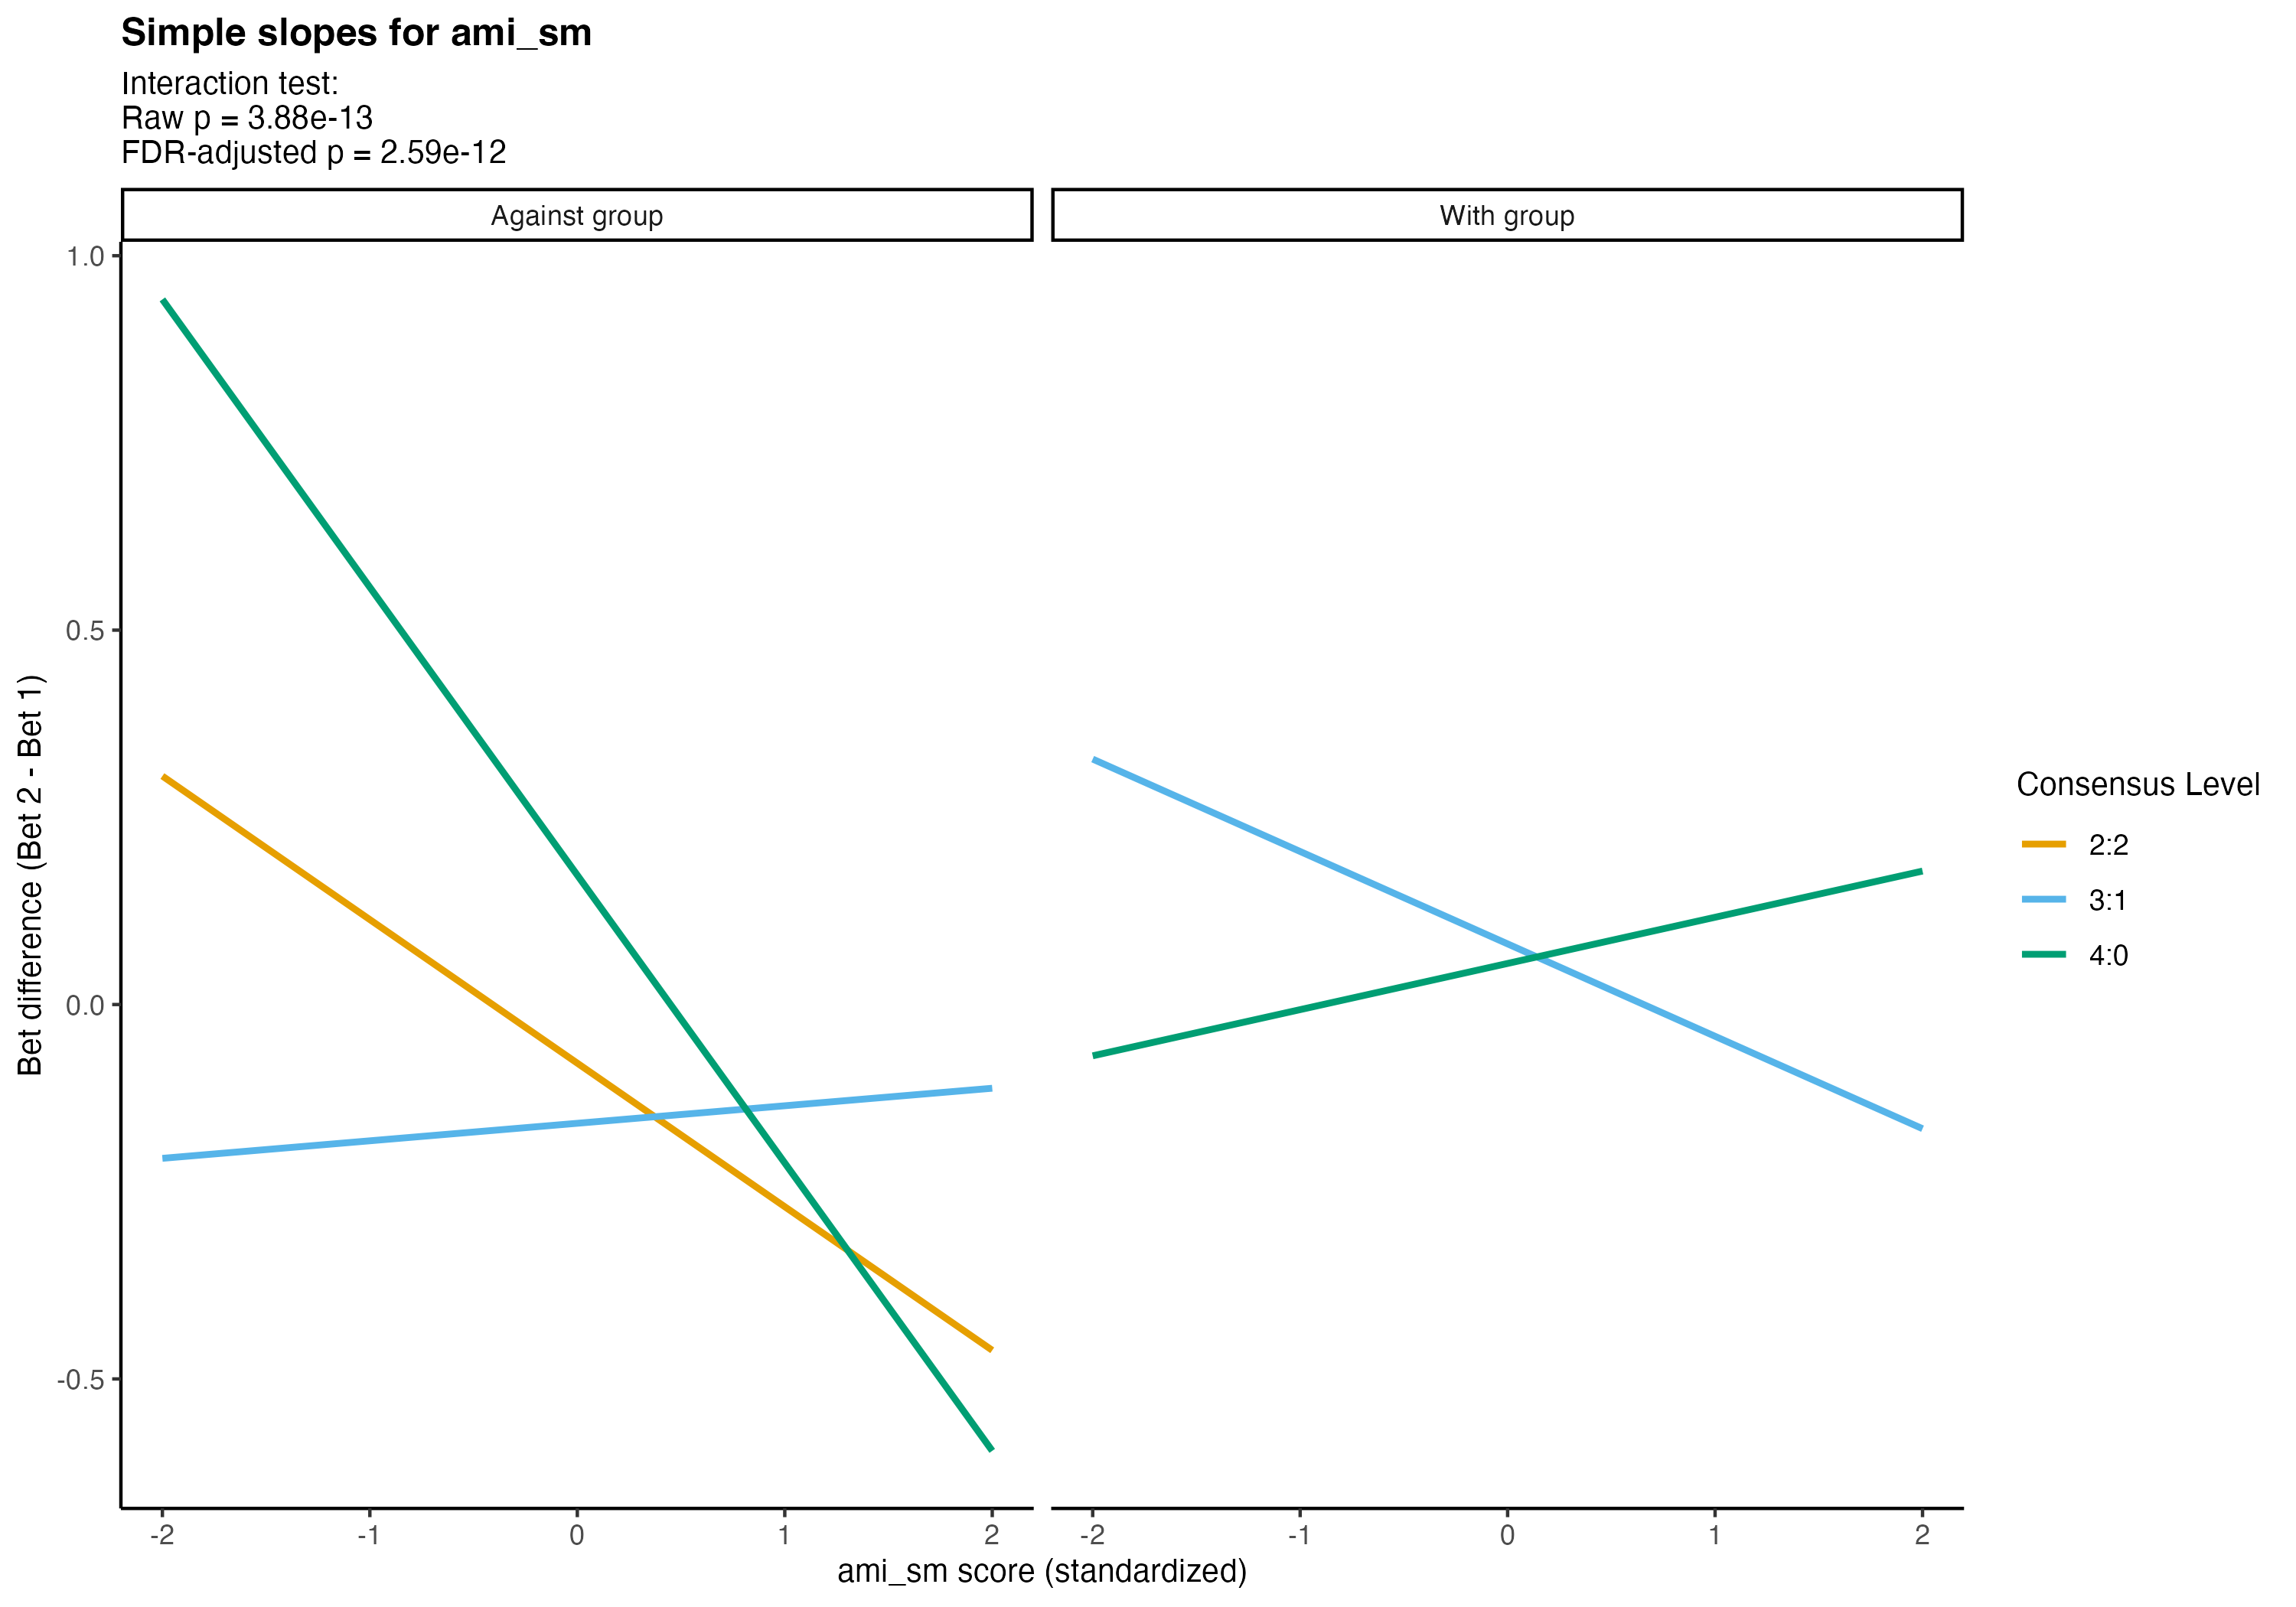 Simple slopes for ami_sm
Interaction test:
Raw p = 3.88e-13
FDR-adjusted p = 2.59e-12
Against group
With group
1.0
0.5
0.0
-0.5
Bet difference (Bet 2 - Bet 1)
-2 -1 0 1 2
-2 -1 0 1 2
ami_sm score (standardized)
Consensus Level
2:2
3:1
4:0